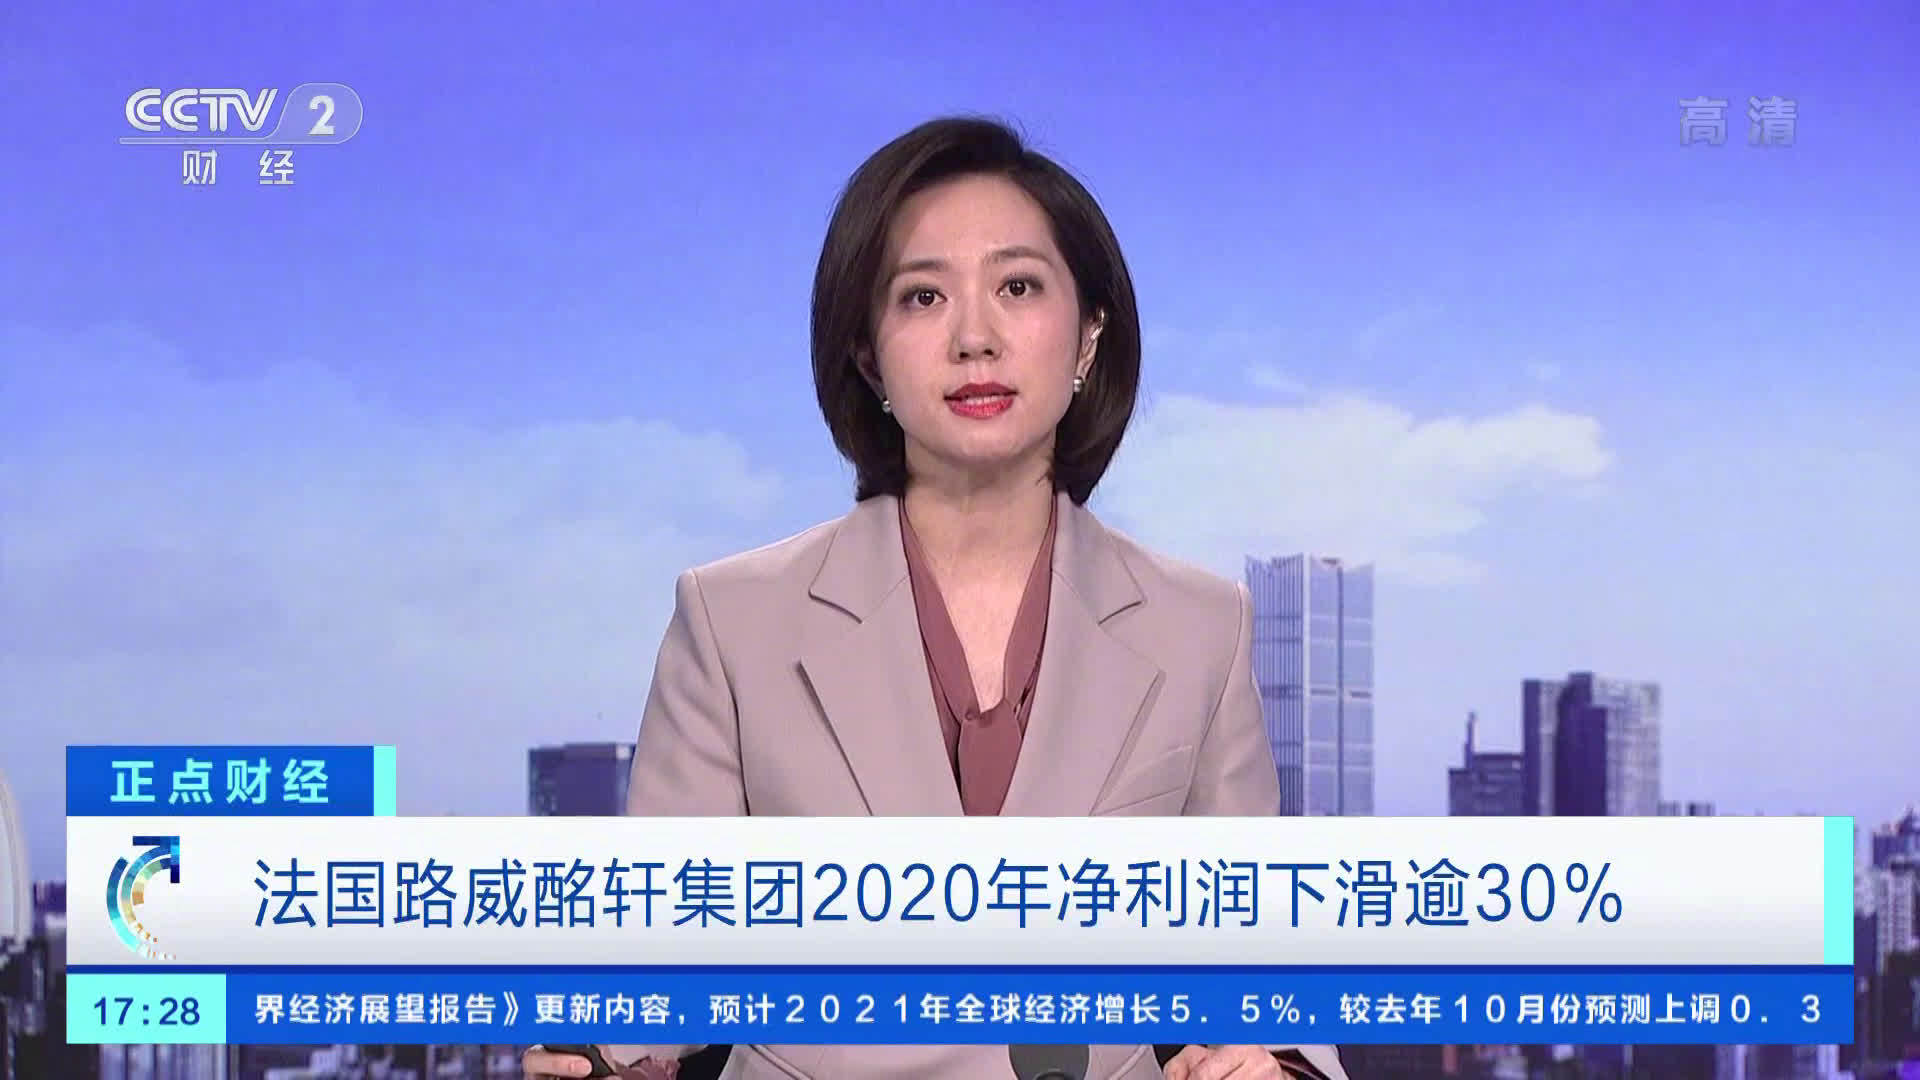 CCTV 2
财 经
高 清
正点财经
法国路威酩轩集团2020年净利润下滑逾30%
17:28
界经济展望报告》更新内容，预计2021年全球经济增长5．5%，较去年10月份预测上调0．3